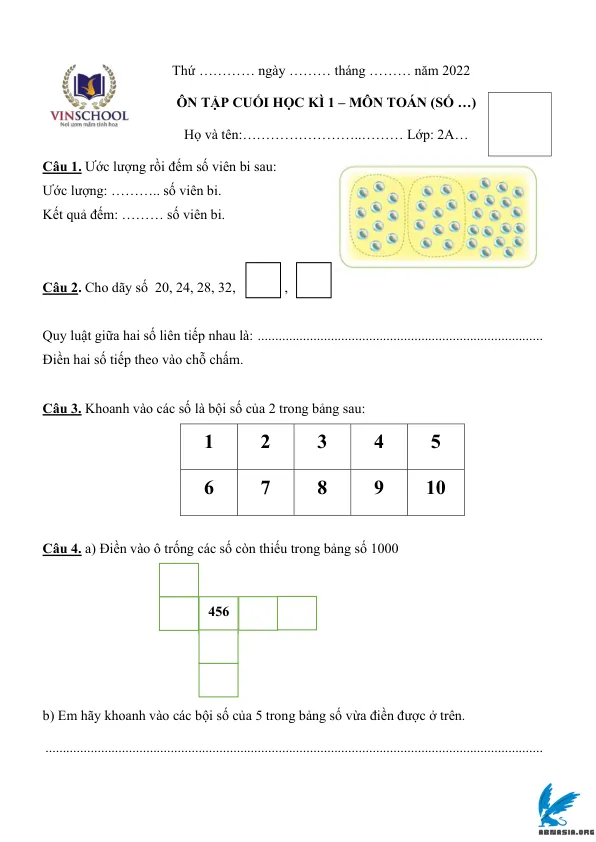 Thứ ………… ngày ……… tháng ……… năm 2022
VINSCHOOL
Nơi ươm mầm tinh hoa
ÔN TẬP CUỐI HỌC KÌ 1 – MÔN TOÁN (SỐ …)
Họ và tên:……………………..……… Lớp: 2A…
Câu 1. Ước lượng rồi đếm số viên bi sau:
Ước lượng: ……….. số viên bi.
Kết quả đếm: ……… số viên bi.
Câu 2. Cho dãy số 20, 24, 28, 32, ,
Quy luật giữa hai số liên tiếp nhau là: ..................................................................................
Điền hai số tiếp theo vào chỗ chấm.
Câu 3. Khoanh vào các số là bội số của 2 trong bảng sau:
1 2 3 4 5
6 7 8 9 10
Câu 4. a) Điền vào ô trống các số còn thiếu trong bảng số 1000
456
b) Em hãy khoanh vào các bội số của 5 trong bảng số vừa điền được ở trên.
...............................................................................................................................................
ABNASIA.ORG